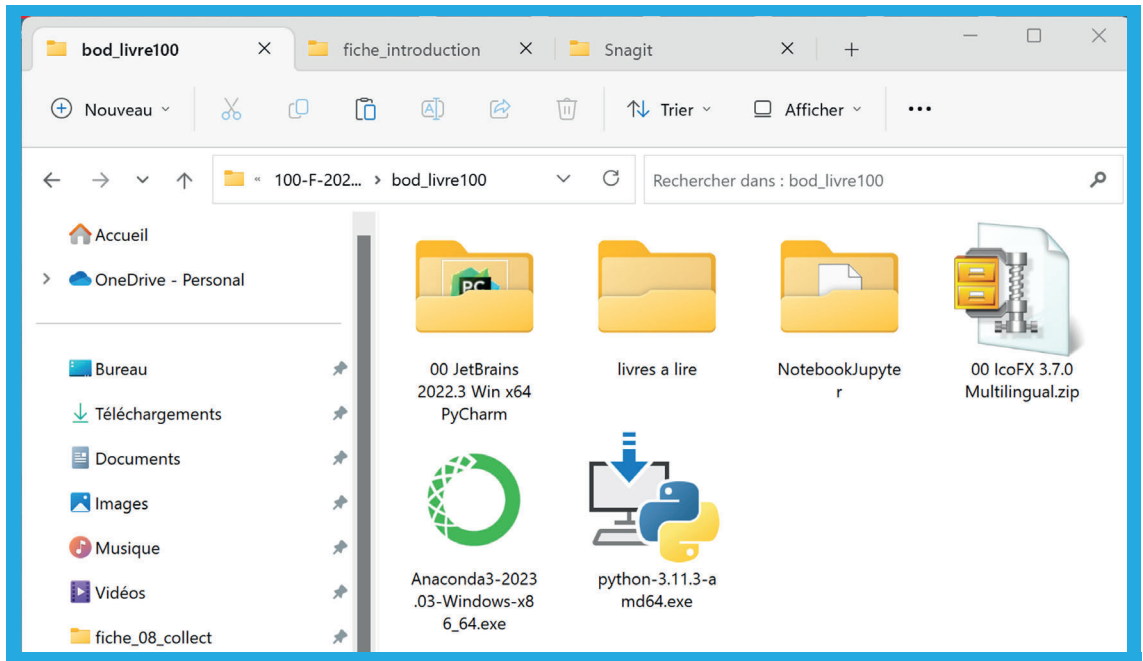 bod_livre100
fiche_introduction
Snagit
Nouveau
Trier
Afficher
« 100-F-202... > bod_livre100
Rechercher dans : bod_livre100
Accueil
OneDrive - Personal
Bureau
Téléchargements
Documents
Images
Musique
Vidéos
fiche_08_collect
PC
00 JetBrains
2022.3 Win x64
PyCharm
livres a lire
NotebookJupyte
r
00 IcoFX 3.7.0
Multilingual.zip
Anaconda3-2023
.03-Windows-x8
6_64.exe
python-3.11.3-a
md64.exe